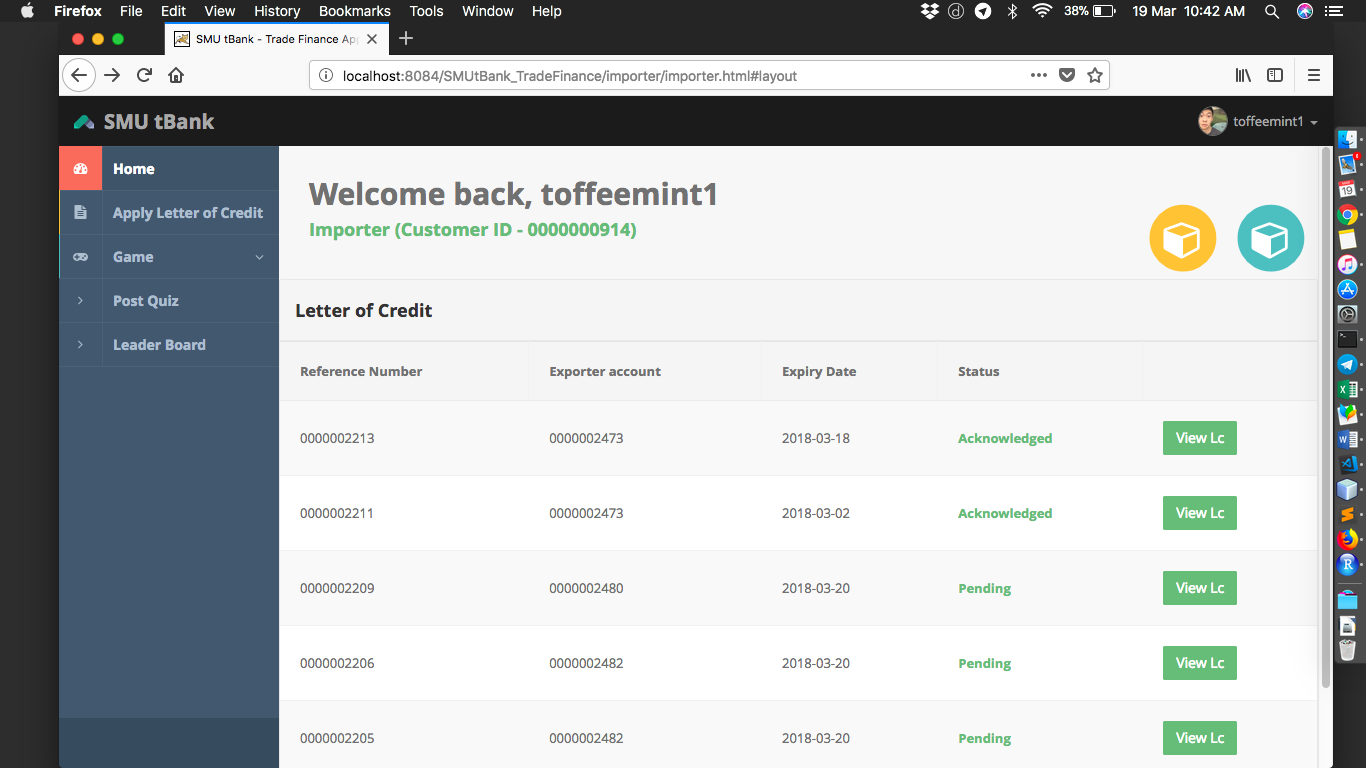 Firefox File Edit View History Bookmarks Tools Window Help 38% 19 Mar 10:42 AM
SMU tBank - Trade Finance App
localhost:8084/SMUtBank_TradeFinance/importer/importer.html#layout
SMU tBank toffeemint1
Home
Apply Letter of Credit
Game
Post Quiz
Leader Board
Welcome back, toffeemint1
Importer (Customer ID - 0000000914)
Letter of Credit
Reference Number Exporter account Expiry Date Status
0000002213 0000002473 2018-03-18 Acknowledged View Lc
0000002211 0000002473 2018-03-02 Acknowledged View Lc
0000002209 0000002480 2018-03-20 Pending View Lc
0000002206 0000002482 2018-03-20 Pending View Lc
0000002205 0000002482 2018-03-20 Pending View Lc
19